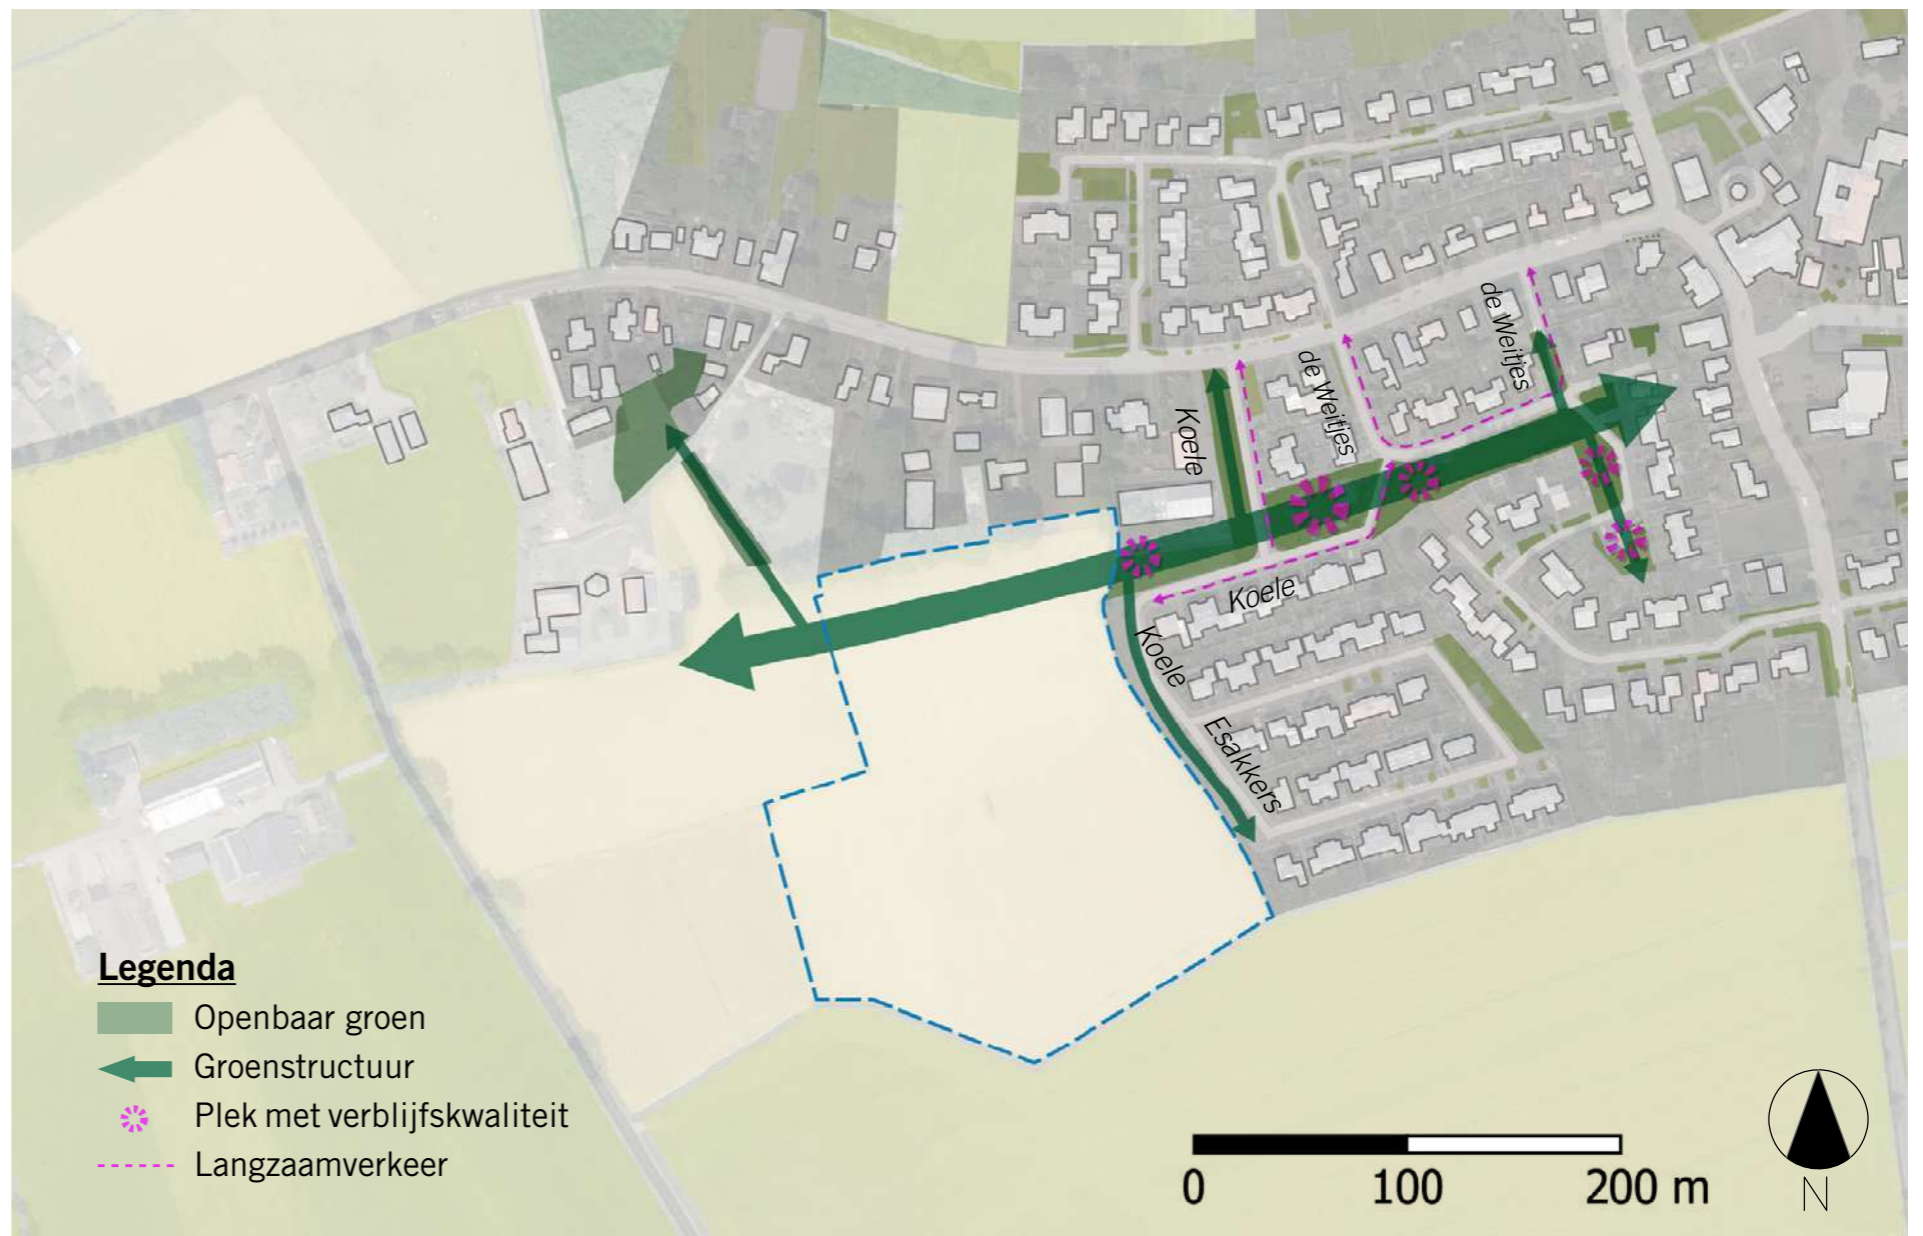 de Weitjes
de Weitjes
Koele
Koele
Koele
Esakkers
Legenda
Openbaar groen
Groenstructuur
Plek met verblijfskwaliteit
Langzaamverkeer
0 100 200 m
N